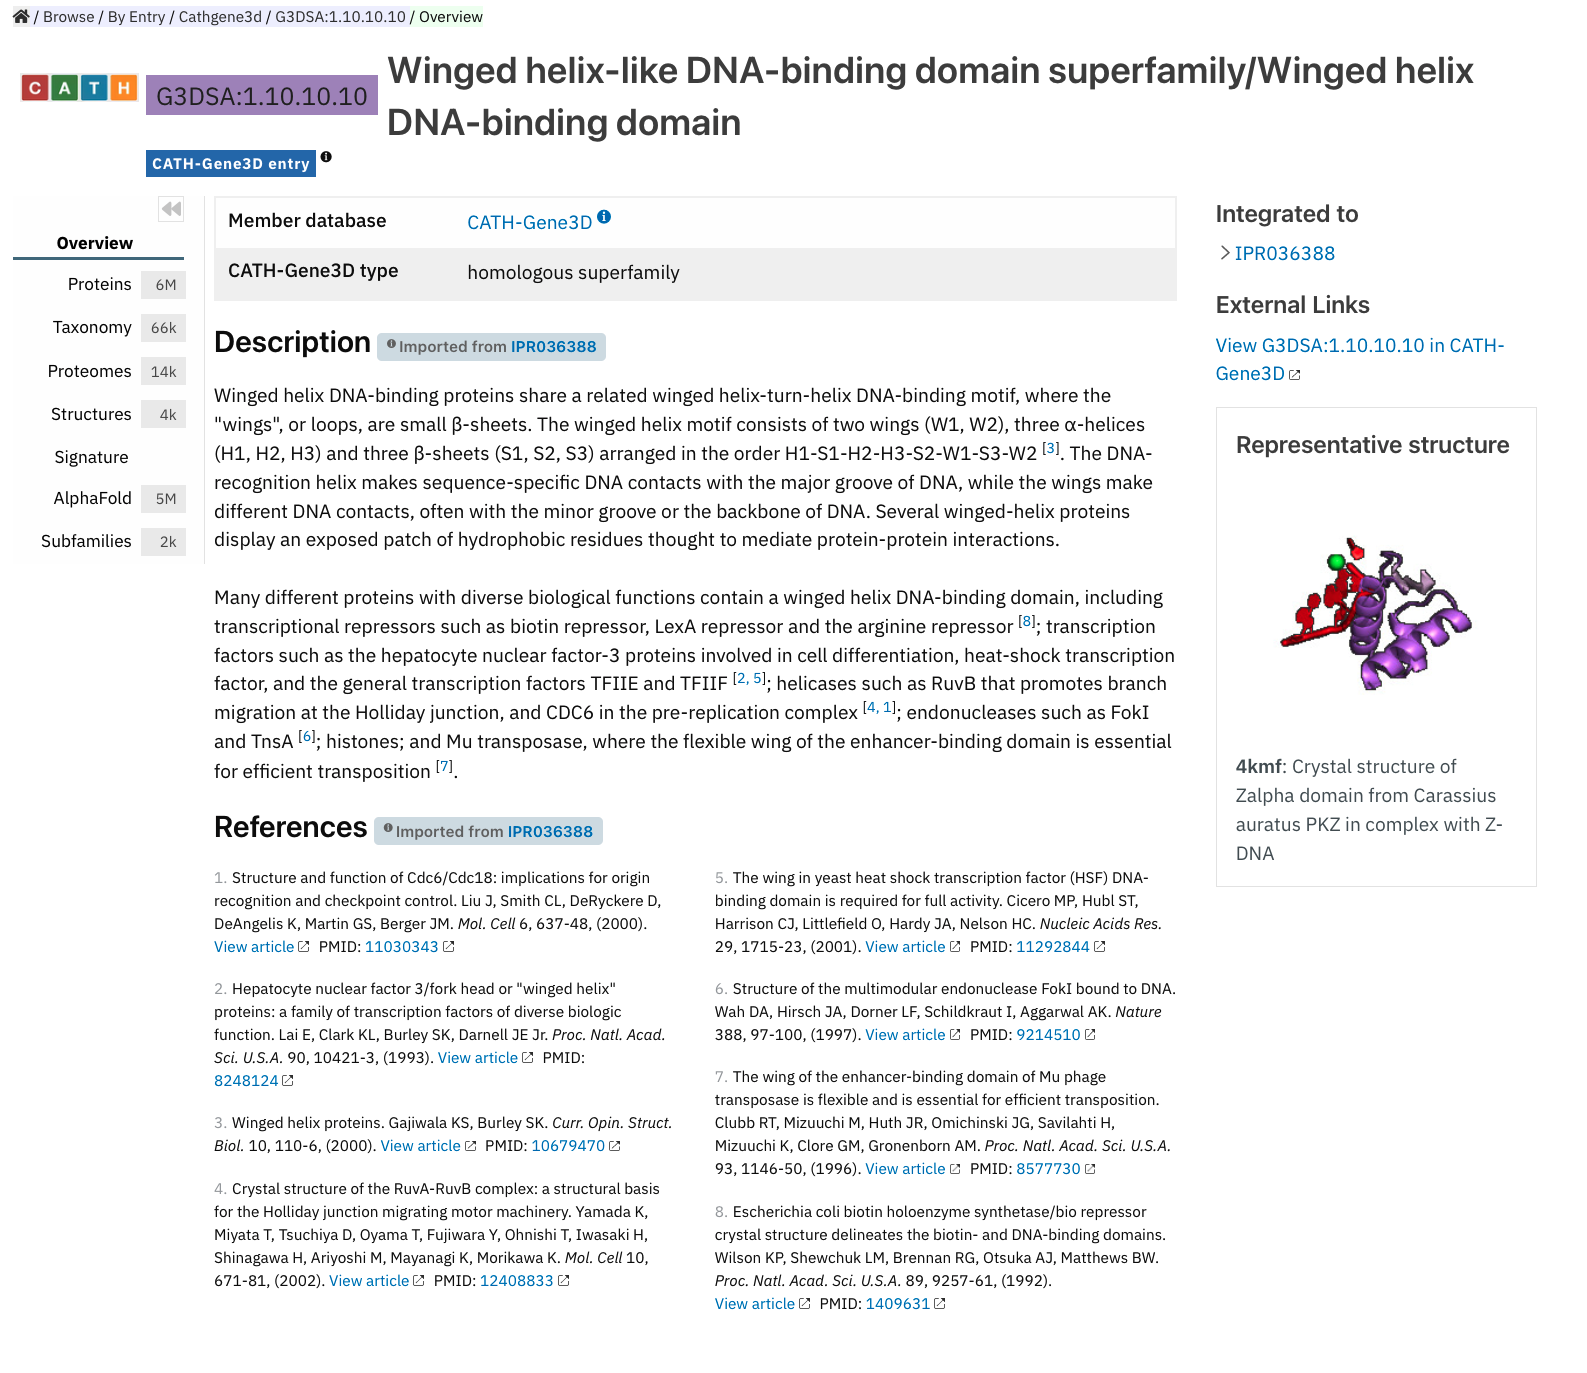 / Browse / By Entry / Cathgene3d / G3DSA:1.10.10.10 / Overview
C A T H
G3DSA:1.10.10.10
Winged helix-like DNA-binding domain superfamily/Winged helix
DNA-binding domain
CATH-Gene3D entry
Overview
Proteins 6M
Taxonomy 66k
Proteomes 14k
Structures 4k
Signature
AlphaFold 5M
Subfamilies 2k
Member database CATH-Gene3D
CATH-Gene3D type homologous superfamily
Description Imported from IPR036388
Winged helix DNA-binding proteins share a related winged helix-turn-helix DNA-binding motif, where the
"wings", or loops, are small β-sheets. The winged helix motif consists of two wings (W1, W2), three α-helices
(H1, H2, H3) and three β-sheets (S1, S2, S3) arranged in the order H1-S1-H2-H3-S2-W1-S3-W2 [3]. The DNA-
recognition helix makes sequence-specific DNA contacts with the major groove of DNA, while the wings make
different DNA contacts, often with the minor groove or the backbone of DNA. Several winged-helix proteins
display an exposed patch of hydrophobic residues thought to mediate protein-protein interactions.
Many different proteins with diverse biological functions contain a winged helix DNA-binding domain, including
transcriptional repressors such as biotin repressor, LexA repressor and the arginine repressor [8]; transcription
factors such as the hepatocyte nuclear factor-3 proteins involved in cell differentiation, heat-shock transcription
factor, and the general transcription factors TFIIE and TFIIF [2, 5]; helicases such as RuvB that promotes branch
migration at the Holliday junction, and CDC6 in the pre-replication complex [4, 1]; endonucleases such as FokI
and TnsA [6]; histones; and Mu transposase, where the flexible wing of the enhancer-binding domain is essential
for efficient transposition [7].
References Imported from IPR036388
1. Structure and function of Cdc6/Cdc18: implications for origin
recognition and checkpoint control. Liu J, Smith CL, DeRyckere D,
DeAngelis K, Martin GS, Berger JM. Mol. Cell 6, 637-48, (2000).
View article PMID: 11030343
2. Hepatocyte nuclear factor 3/fork head or "winged helix"
proteins: a family of transcription factors of diverse biologic
function. Lai E, Clark KL, Burley SK, Darnell JE Jr. Proc. Natl. Acad.
Sci. U.S.A. 90, 10421-3, (1993). View article PMID:
8248124
3. Winged helix proteins. Gajiwala KS, Burley SK. Curr. Opin. Struct.
Biol. 10, 110-6, (2000). View article PMID: 10679470
4. Crystal structure of the RuvA-RuvB complex: a structural basis
for the Holliday junction migrating motor machinery. Yamada K,
Miyata T, Tsuchiya D, Oyama T, Fujiwara Y, Ohnishi T, Iwasaki H,
Shinagawa H, Ariyoshi M, Mayanagi K, Morikawa K. Mol. Cell 10,
671-81, (2002). View article PMID: 12408833
5. The wing in yeast heat shock transcription factor (HSF) DNA-
binding domain is required for full activity. Cicero MP, Hubl ST,
Harrison CJ, Littlefield O, Hardy JA, Nelson HC. Nucleic Acids Res.
29, 1715-23, (2001). View article PMID: 11292844
6. Structure of the multimodular endonuclease FokI bound to DNA.
Wah DA, Hirsch JA, Dorner LF, Schildkraut I, Aggarwal AK. Nature
388, 97-100, (1997). View article PMID: 9214510
7. The wing of the enhancer-binding domain of Mu phage
transposase is flexible and is essential for efficient transposition.
Clubb RT, Mizuuchi M, Huth JR, Omichinski JG, Savilahti H,
Mizuuchi K, Clore GM, Gronenborn AM. Proc. Natl. Acad. Sci. U.S.A.
93, 1146-50, (1996). View article PMID: 8577730
8. Escherichia coli biotin holoenzyme synthetase/bio repressor
crystal structure delineates the biotin- and DNA-binding domains.
Wilson KP, Shewchuk LM, Brennan RG, Otsuka AJ, Matthews BW.
Proc. Natl. Acad. Sci. U.S.A. 89, 9257-61, (1992).
View article PMID: 1409631
Integrated to
IPR036388
External Links
View G3DSA:1.10.10.10 in CATH-
Gene3D
Representative structure
4kmf: Crystal structure of
Zalpha domain from Carassius
auratus PKZ in complex with Z-
DNA